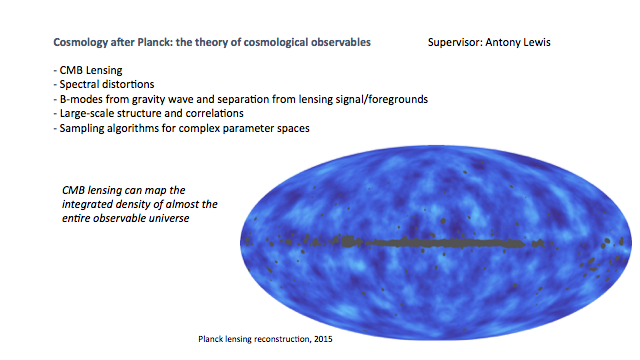 Cosmology after Planck: the theory of cosmological observables
Supervisor: Antony Lewis
- CMB Lensing
- Spectral distortions
- B-modes from gravity wave and separation from lensing signal/foregrounds
- Large-scale structure and correlations
- Sampling algorithms for complex parameter spaces
CMB lensing can map the
integrated density of almost the
entire observable universe
Planck lensing reconstruction, 2015